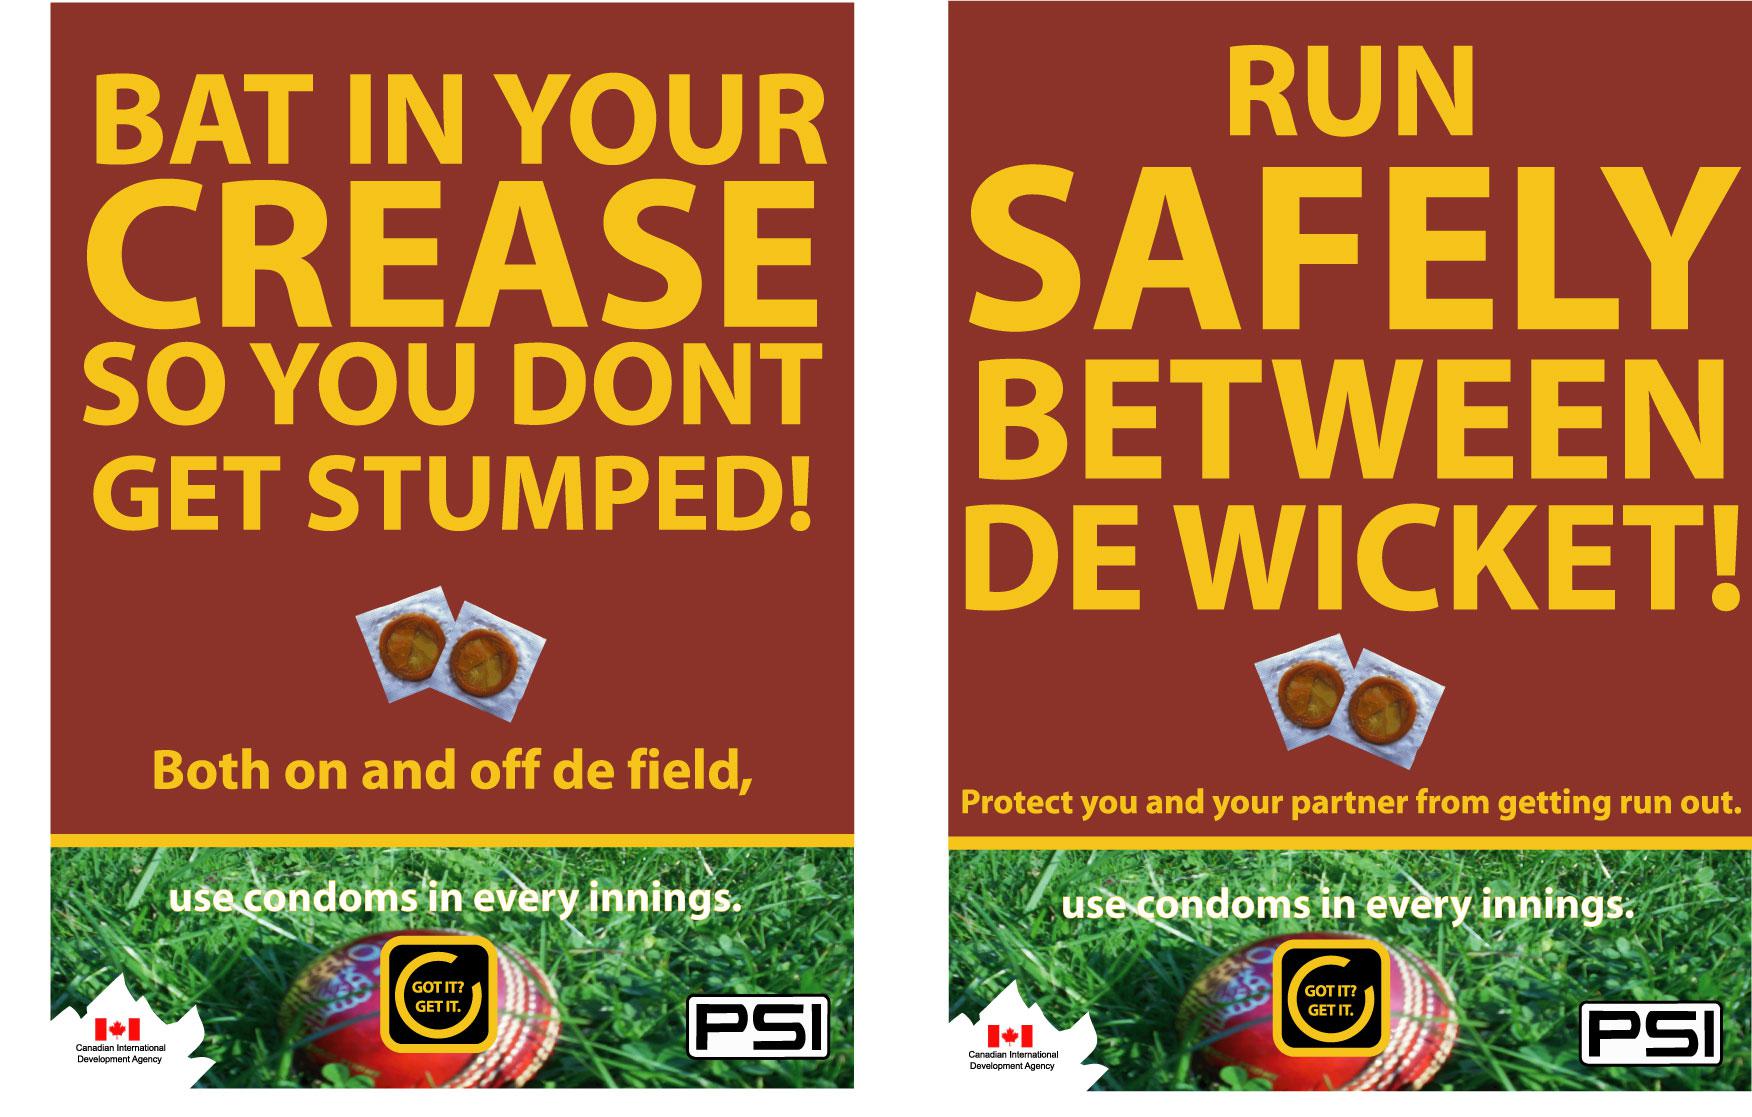 BAT IN YOUR
CREASE
SO YOU DONT
GET STUMPED!
Both on and off de field,
use condoms in every innings.
GOT IT?
GET IT.
Canadian International
Development Agency
PSI
RUN
SAFELY
BETWEEN
DE WICKET!
Protect you and your partner from getting run out.
use condoms in every innings.
GOT IT?
GET IT.
Canadian International
Development Agency
PSI